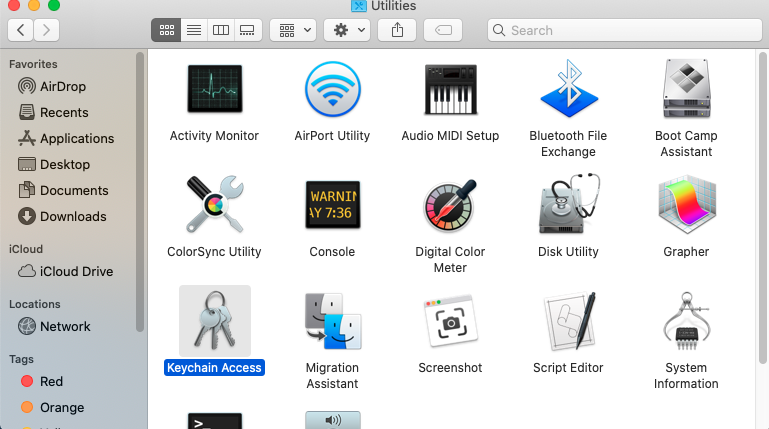 Utilities
Search
Favorites
AirDrop
Recents
Applications
Desktop
Documents
Downloads
iCloud
iCloud Drive
Locations
Network
Tags
Red
Orange
Activity Monitor
AirPort Utility
Audio MIDI Setup
Bluetooth File
Exchange
Boot Camp
Assistant
WARNIN
AY 7:36
ColorSync Utility
Console
Digital Color
Meter
Disk Utility
Grapher
Keychain Access
Migration
Assistant
Screenshot
Script Editor
System
Information
>_